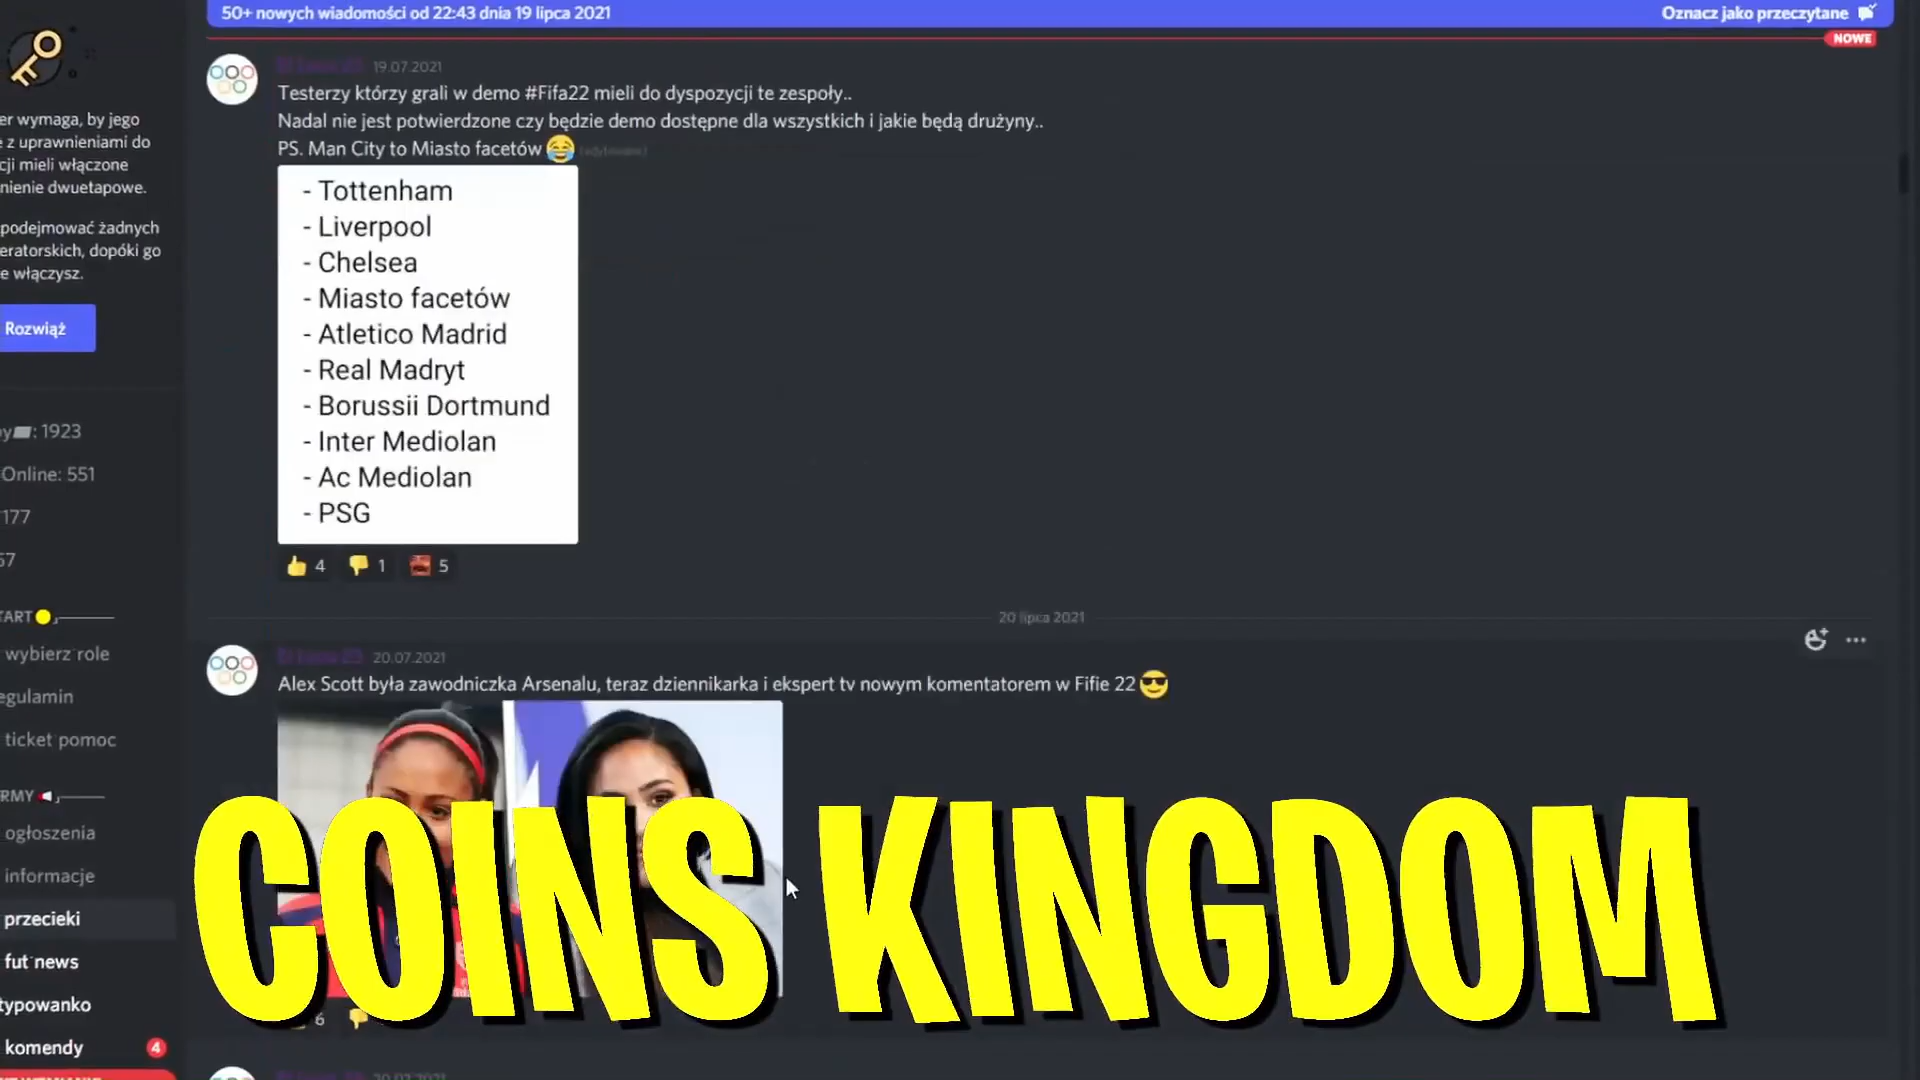 50+ nowych wiadomości od 22:43 dnia 19 lipca 2021
Oznacz jako przeczytane
NOWE
er wymaga, by jego
z uprawnieniami do
cji mieli włączone
nienie dwuetapowe.
podejmować żadnych
eratorskich, dopóki go
e włączysz.
Rozwiąż
y: 1923
Online: 551
177
57
TART
wybierz role
egulamin
ticket pomoc
RMY
ogłoszenia
informacje
przecieki
fut news
typowanko
komendy 4
19.07.2021
Testerzy którzy grali w demo #Fifa22 mieli do dyspozycji te zespoły..
Nadal nie jest potwierdzone czy będzie demo dostępne dla wszystkich i jakie będą drużyny..
PS. Man City to Miasto facetów 😂
- Tottenham
- Liverpool
- Chelsea
- Miasto facetów
- Atletico Madrid
- Real Madryt
- Borussii Dortmund
- Inter Mediolan
- Ac Mediolan
- PSG
4 1 5
20 lipca 2021
20.07.2021
Alex Scott była zawodniczka Arsenalu, teraz dziennikarka i ekspert tv nowym komentatorem w Fifie 22 😎
COINS KINGDOM
6
20.07.2021